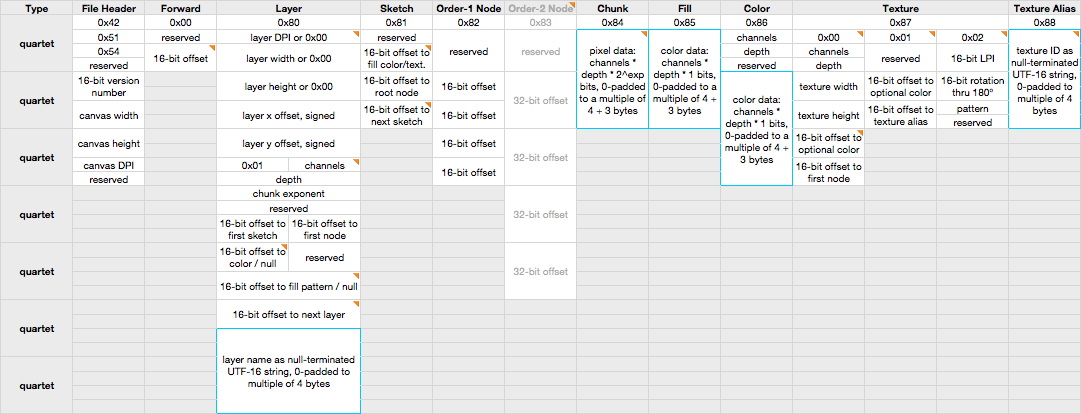 Type File Header Forward Layer Sketch Order-1 Node Order-2 Node Chunk Fill Color Texture Texture Alias
quartet
0x42 0x00 0x80 0x81 0x82 0x83 0x84 0x85 0x86 0x87 0x88
0x51 reserved layer DPI or 0x00 reserved channels 0x00 0x01 0x02
0x54 depth channels
reserved reserved depth
16-bit offset
layer width or 0x00
16-bit offset to
fill color/text.
reserved
reserved
reserved
16-bit LPI
pixel data:
channels *
depth * 2^exp
bits, 0-padded
to a multiple of
4 + 3 bytes
color data:
channels *
depth * 1 bits,
0-padded to a
multiple of 4 +
3 bytes
texture ID as
null-terminated
UTF-16 string,
0-padded to
multiple of 4
bytes
quartet
16-bit version
number
layer height or 0x00
16-bit offset to
root node
16-bit offset
32-bit offset
texture width
16-bit offset to
optional color
16-bit rotation
thru 180°
canvas width
layer x offset, signed
16-bit offset to
next sketch
16-bit offset
texture height
16-bit offset to
texture alias
pattern
reserved
color data:
channels *
depth * 1 bits,
0-padded to a
multiple of 4 +
3 bytes
quartet
canvas height
layer y offset, signed
16-bit offset
32-bit offset
16-bit offset to
optional color
canvas DPI
reserved
0x01 channels
depth
16-bit offset
16-bit offset to
first node
quartet
chunk exponent
reserved
16-bit offset to
first sketch
16-bit offset to
first node
32-bit offset
quartet
16-bit offset to
color / null
reserved
16-bit offset to fill pattern / null
32-bit offset
quartet
16-bit offset to next layer
layer name as null-terminated
UTF-16 string, 0-padded to
multiple of 4 bytes
quartet